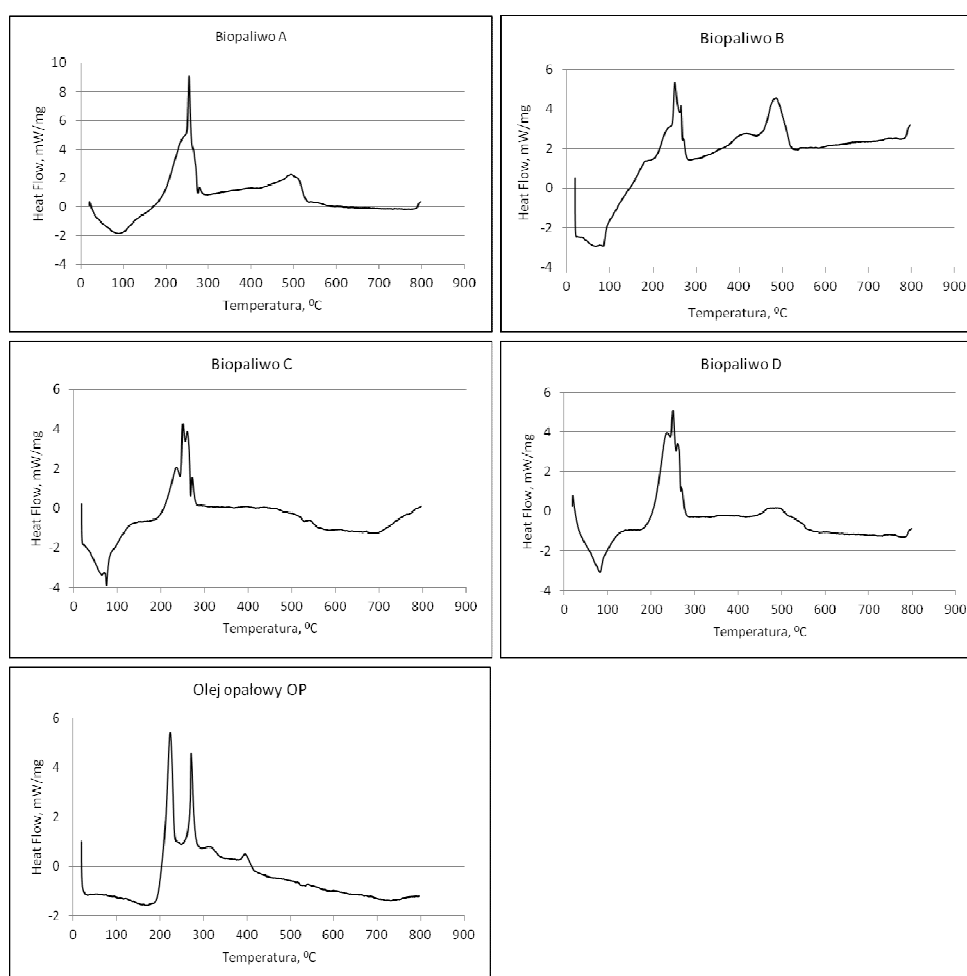 Biopaliwo A
Heat Flow, mW/mg
10
8
6
4
2
0
-2
-4
0 100 200 300 400 500 600 700 800 900
Temperatura, ⁰C
Biopaliwo B
Heat Flow, mW/mg
6
4
2
0
-2
-4
0 100 200 300 400 500 600 700 800 900
Temperatura, ⁰C
Biopaliwo C
Heat Flow, mW/mg
6
4
2
0
-2
-4
0 100 200 300 400 500 600 700 800 900
Temperatura, ⁰C
Biopaliwo D
Heat Flow, mW/mg
6
4
2
0
-2
-4
0 100 200 300 400 500 600 700 800 900
Temperatura, ⁰C
Olej opałowy OP
Heat Flow, mW/mg
6
4
2
0
-2
0 100 200 300 400 500 600 700 800 900
Temperatura, ⁰C